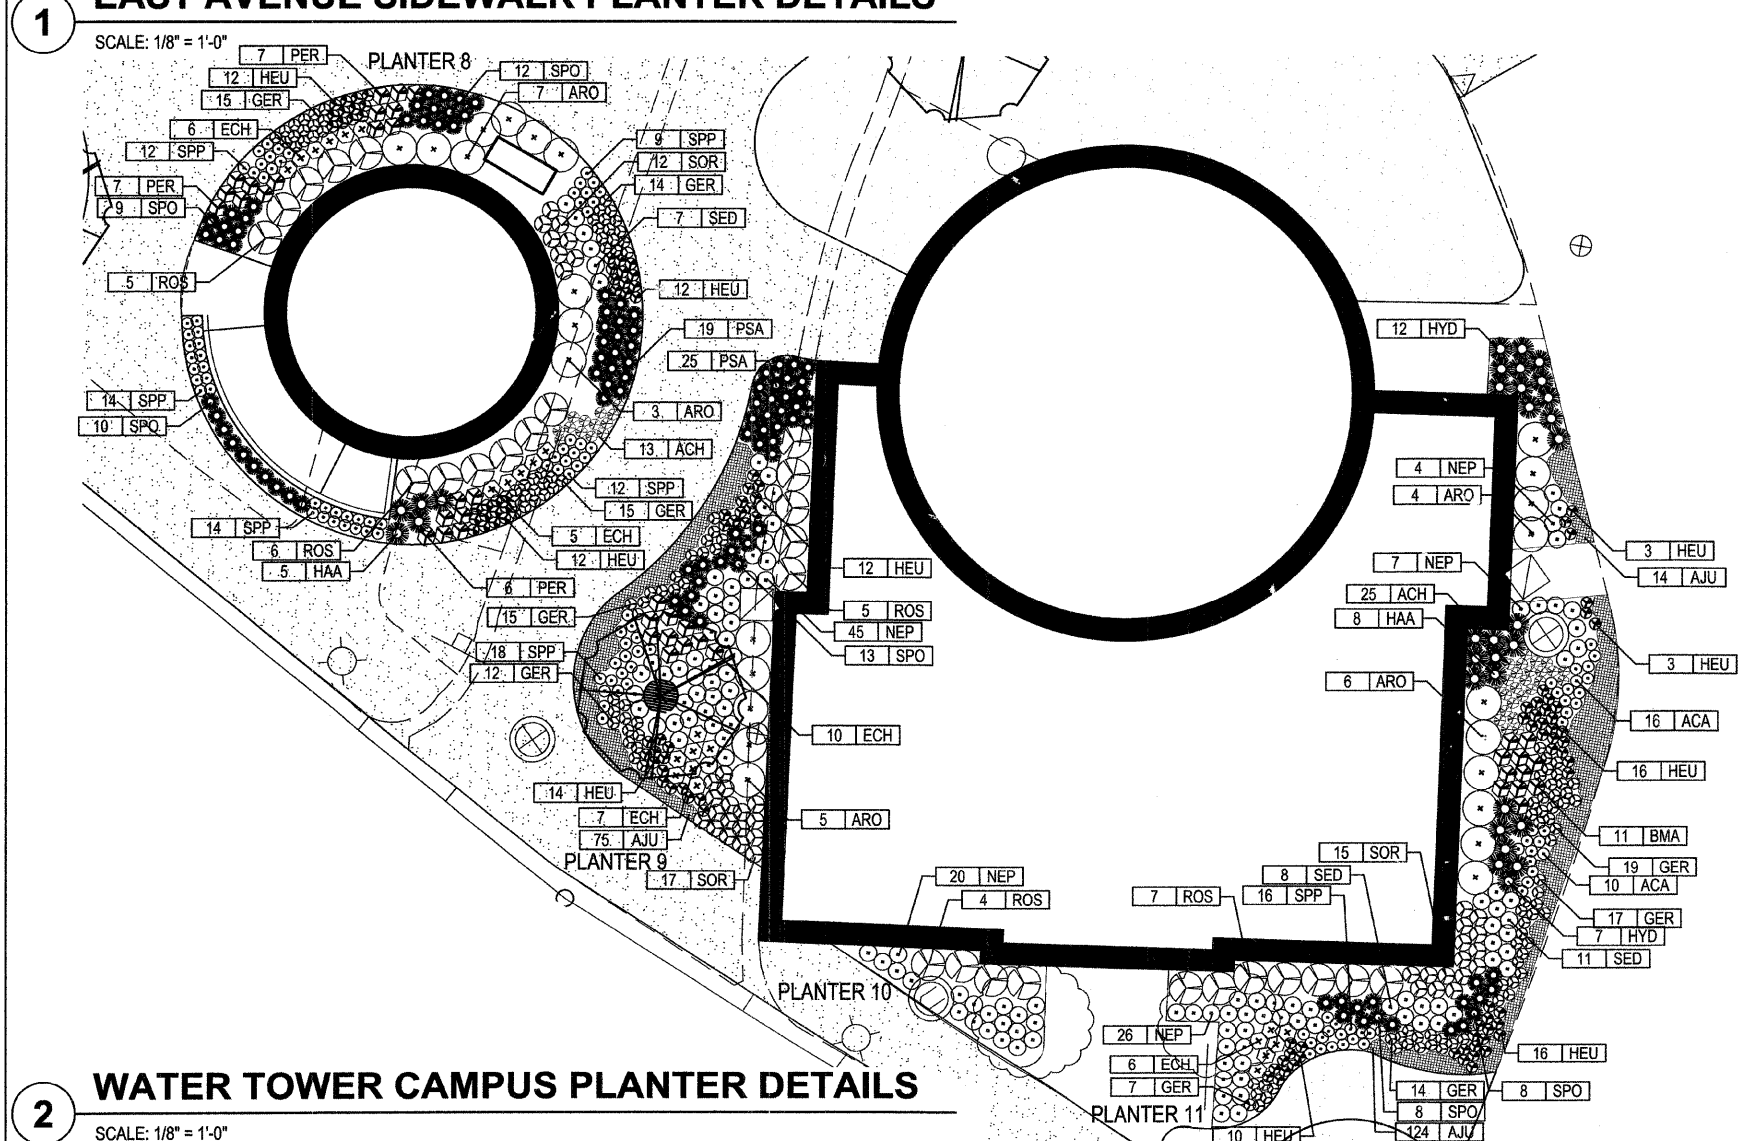 1
EAST AVENUE SIDEWALK PLANTER DETAILS
SCALE: 1/8" = 1'-0"
PLANTER 8
7 PER
12 HEU
15 GER
6 ECH
12 SPP
7 PER
9 SPO
5 ROS
14 SPP
10 SPO
14 SPP
6 ROS
5 HAA
12 SPO
7 ARO
9 SPP
12 SOR
14 GER
7 SED
12 HEU
19 PSA
25 PSA
3 ARO
13 ACH
12 SPP
15 GER
5 ECH
12 HEU
6 PER
15 GER
18 SPP
12 GER
14 HEU
7 ECH
75 AJU
PLANTER 9
17 SOR
12 HEU
5 ROS
45 NEP
13 SPO
10 ECH
5 ARO
20 NEP
4 ROS
PLANTER 10
12 HYD
4 NEP
4 ARO
7 NEP
25 ACH
8 HAA
6 ARO
3 HEU
14 AJU
3 HEU
16 ACA
16 HEU
11 BMA
19 GER
10 ACA
17 GER
7 HYD
11 SED
15 SOR
8 SED
16 SPP
7 ROS
26 NEP
6 ECH
7 GER
PLANTER 11
10 HEU
16 HEU
14 GER
8 SPO
8 SPO
124 AJU
2
WATER TOWER CAMPUS PLANTER DETAILS
SCALE: 1/8" = 1'-0"